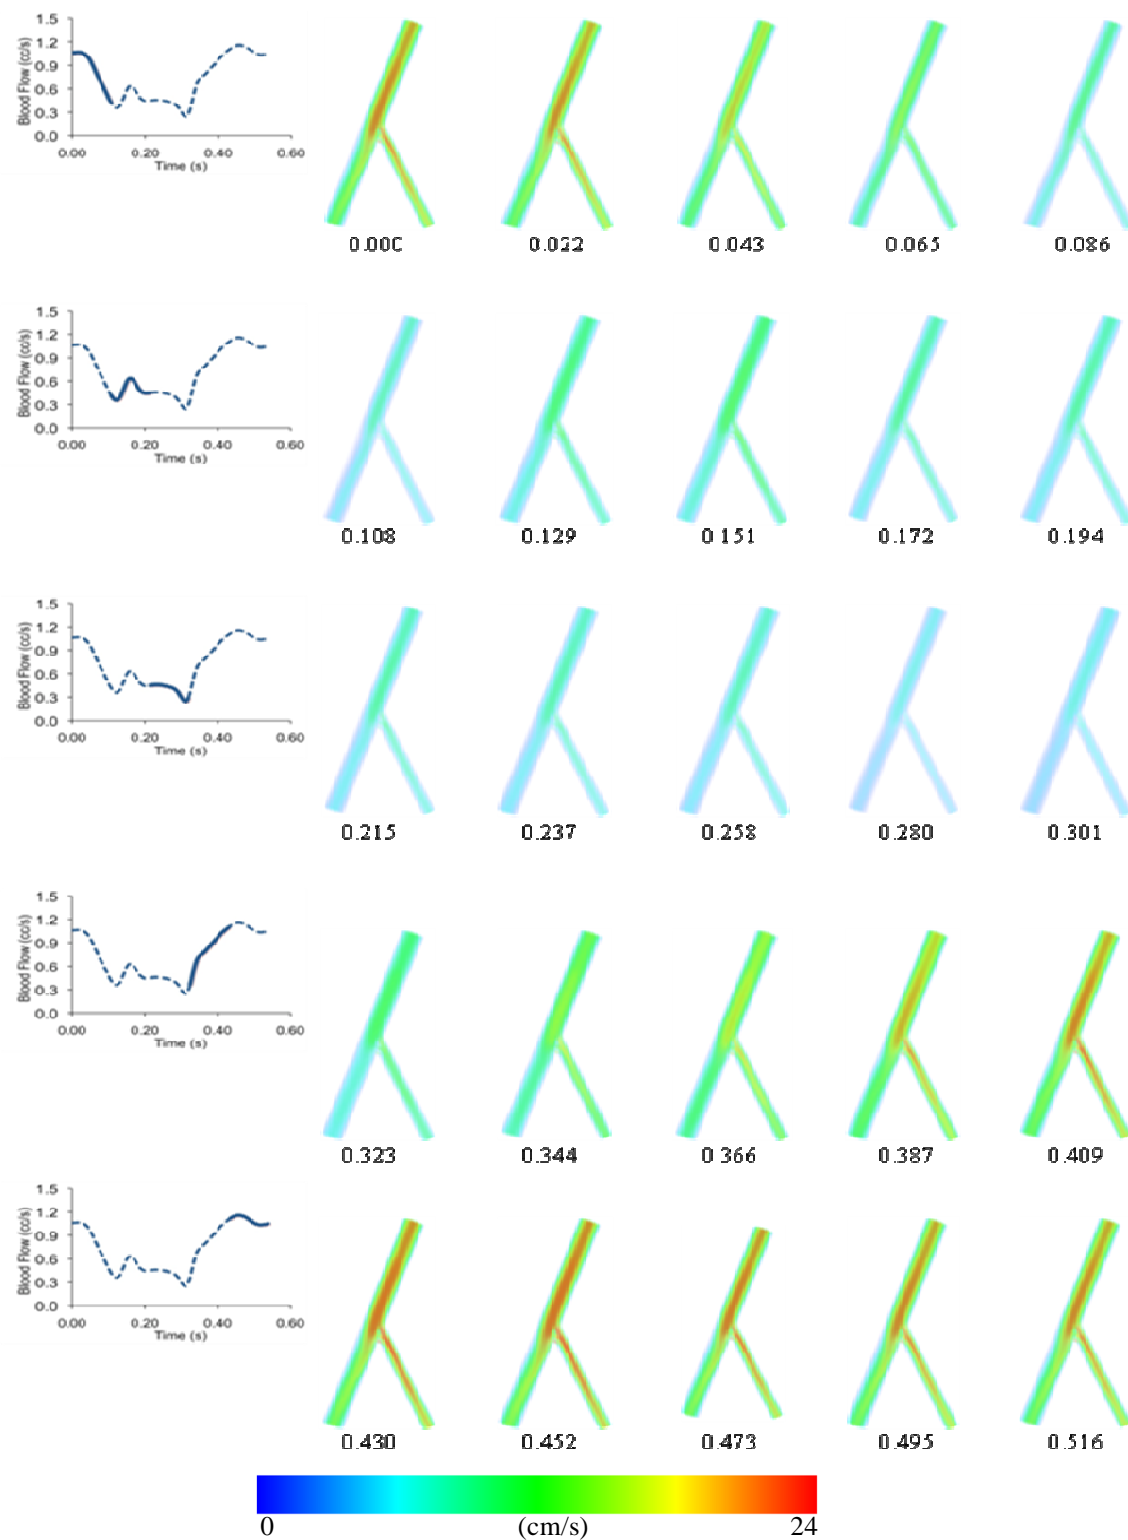 1.5
1.2
0.9
0.6
0.3
0.0
Blood Flow (cc/s)
0.00 0.20 0.40 0.60
Time (s)
0.00C 0.022 0.043 0.065 0.086
1.5
1.2
0.9
0.6
0.3
0.0
Blood Flow (cc/s)
0.00 0.20 0.40 0.60
Time (s)
0.108 0.129 0 151 0.172 0.194
1.5
1.2
0.9
0.6
0.3
0.0
Blood Flow (cc/s)
0.00 0.20 0.40 0.60
Time (s)
0.215 0.237 0.258 0.280 0.301
1.5
1.2
0.9
0.6
0.3
0.0
Blood Flow (cc/s)
0.00 0.20 0.40 0.60
Time (s)
0.323 0.344 0 366 0.387 0.409
1.5
1.2
0.9
0.6
0.3
0.0
Blood Flow (cc/s)
0.00 0.20 0.40 0.60
Time (s)
0.430 0.452 0.473 0.495 0.516
0 (cm/s) 24